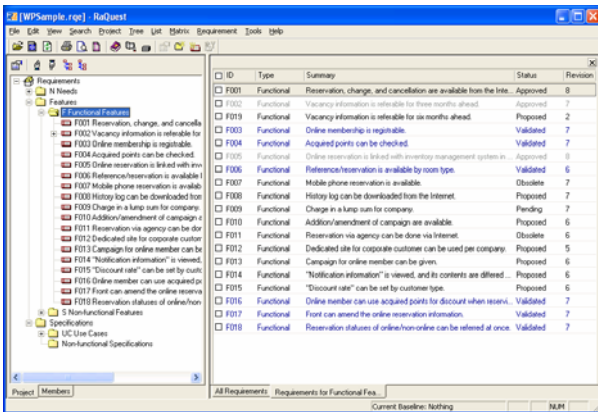 [WPSample.rqe] - RaQuest
File Edit View Search Project Tree List Matrix Requirement Tools Help
Requirements
N Needs
Features
F Functional Features
F001 Reservation, change, and cancella
F002 Vacancy information is referable for
F003 Online membership is registrable.
F004 Acquired points can be checked.
F005 Online reservation is linked with inve
F006 Reference/reservation is available b
F007 Mobile phone reservation is availab
F008 History log can be downloaded from
F009 Charge in a lump sum for company.
F010 Addition/amendment of campaign a
F011 Reservation via agency can be don
F012 Dedicated site for corporate custom
F013 Campaign for online member can be
F014 "Notification information" is viewed,
F015 "Discount rate" can be set by custo
F016 Online member can use acquired po
F017 Front can amend the online reserva
F018 Reservation statuses of online/non-
S Non-functional Features
Specifications
UC Use Cases
Non-functional Specifications
Project Members
ID Type Summary Status Revision
F001 Functional Reservation, change, and cancellation are available from the Inte... Approved 8
F002 Functional Vacancy information is referable for three months ahead. Approved 7
F019 Functional Vacancy information is referable for six months ahead. Proposed 2
F003 Functional Online membership is registrable. Validated 7
F004 Functional Acquired points can be checked. Validated 7
F005 Functional Online reservation is linked with inventory management system in ... Approved 8
F006 Functional Reference/reservation is available by room type. Validated 6
F007 Functional Mobile phone reservation is available. Obsolete 7
F008 Functional History log can be downloaded from the Internet. Proposed 7
F009 Functional Charge in a lump sum for company. Pending 7
F010 Functional Addition/amendment of campaign are available. Proposed 6
F011 Functional Reservation via agency can be done via Internet. Obsolete 6
F012 Functional Dedicated site for corporate customer can be used per company. Proposed 5
F013 Functional Campaign for online member can be given. Proposed 6
F014 Functional "Notification information" is viewed, and its contents are differed ... Proposed 6
F015 Functional "Discount rate" can be set by customer type. Proposed 6
F016 Functional Online member can use acquired points for discount when reservi... Validated 7
F017 Functional Front can amend the online reservation information. Validated 7
F018 Functional Reservation statuses of online/non-online can be referred at once. Validated 7
All Requirements Requirements for Functional Fea...
Current Baseline: Nothing NUM